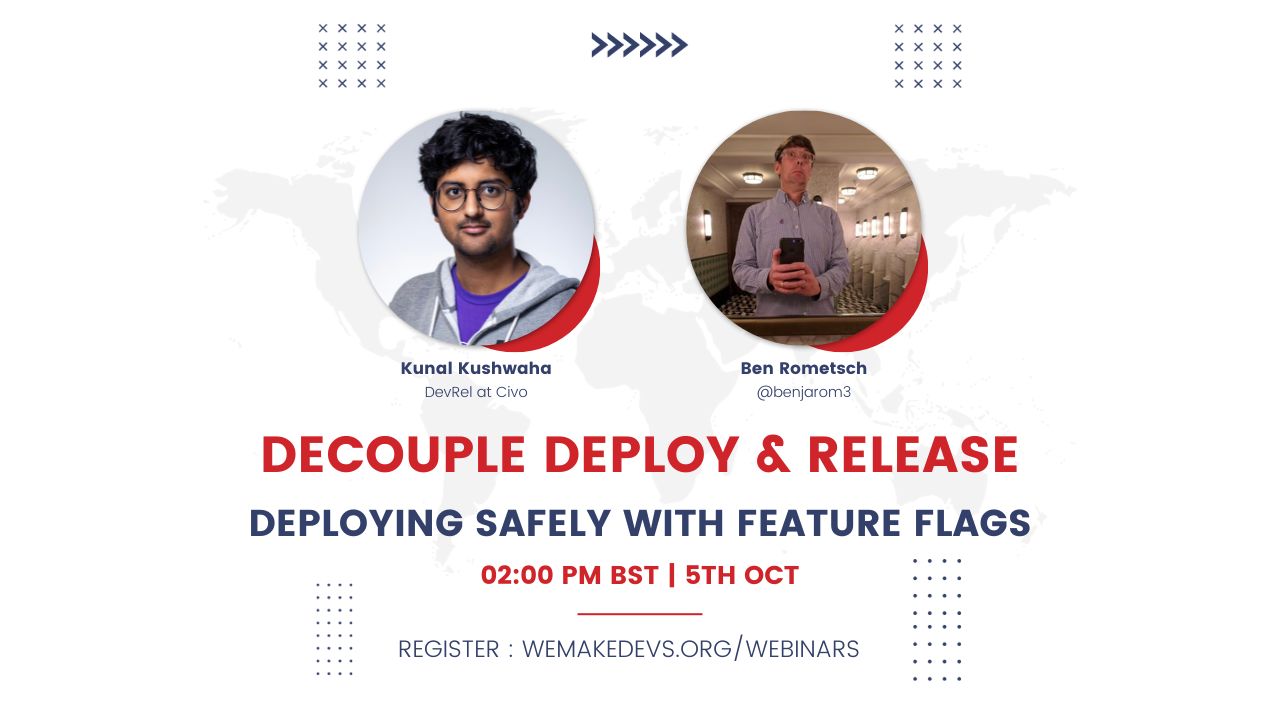 Kunal Kushwaha
DevRel at Civo
Ben Rometsch
@benjarom3
DECOUPLE DEPLOY & RELEASE
DEPLOYING SAFELY WITH FEATURE FLAGS
02:00 PM BST | 5TH OCT
REGISTER : WEMAKEDEVS.ORG/WEBINARS